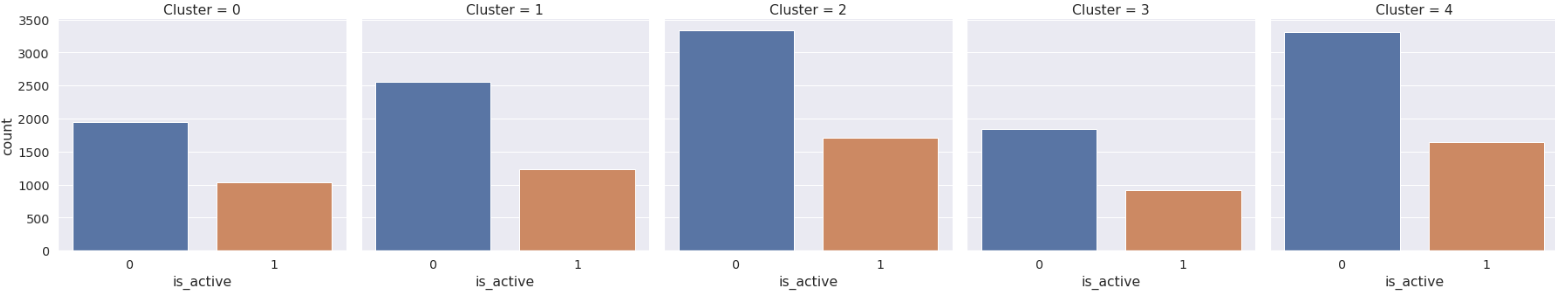 Cluster = 0 Cluster = 1 Cluster = 2 Cluster = 3 Cluster = 4
3500
3000
2500
2000
1500
1000
500
0
count
0 1 0 1 0 1 0 1 0 1
is_active is_active is_active is_active is_active